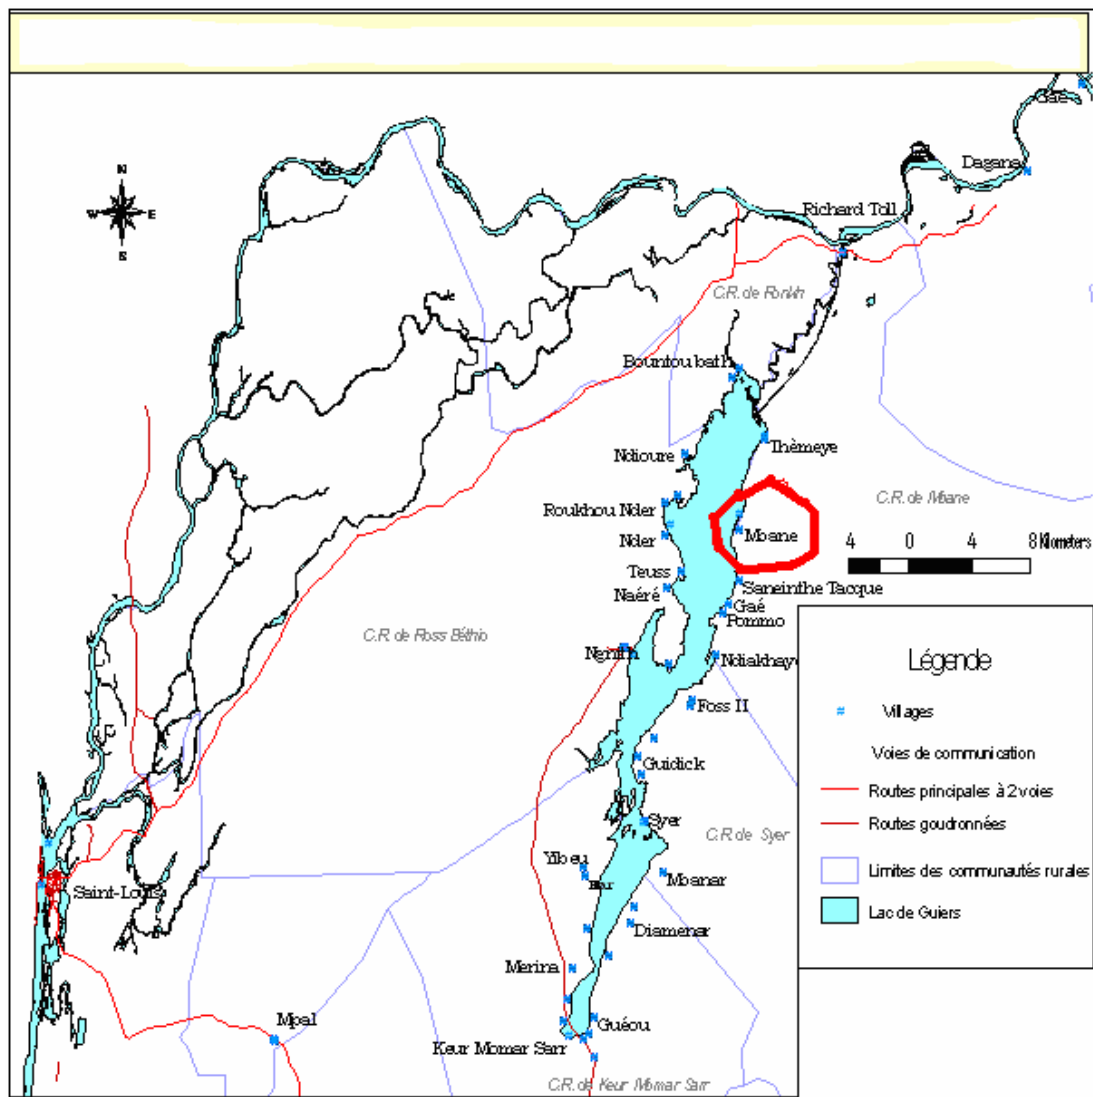 Gaé
Dagana
Richard Toll
N
W E
S
C.R. de Ronkh
Bountou bath
Thèmeye
Ndioure
C.R. de Mbane
Roukhou Nder
Mbane
Nder
4 0 4 8 Kilometers
Teuss
Saneinthe Tacque
Naéré
Gaé
Pommo
C.R. de Ross Béthio
Ngnith
Ndiakhaye
Légende
Foss II
Villages
Guidick
Voies de communication
Routes principales à 2 voies
Syer
Routes goudronnées
C.R. de Syer
Yibeu
Mbanar
Limites des communautés rurales
Saint-Louis
Lac de Guiers
Diamenar
Merina
Mpal
Guéou
Keur Momar Sarr
C.R. de Keur Momar Sarr